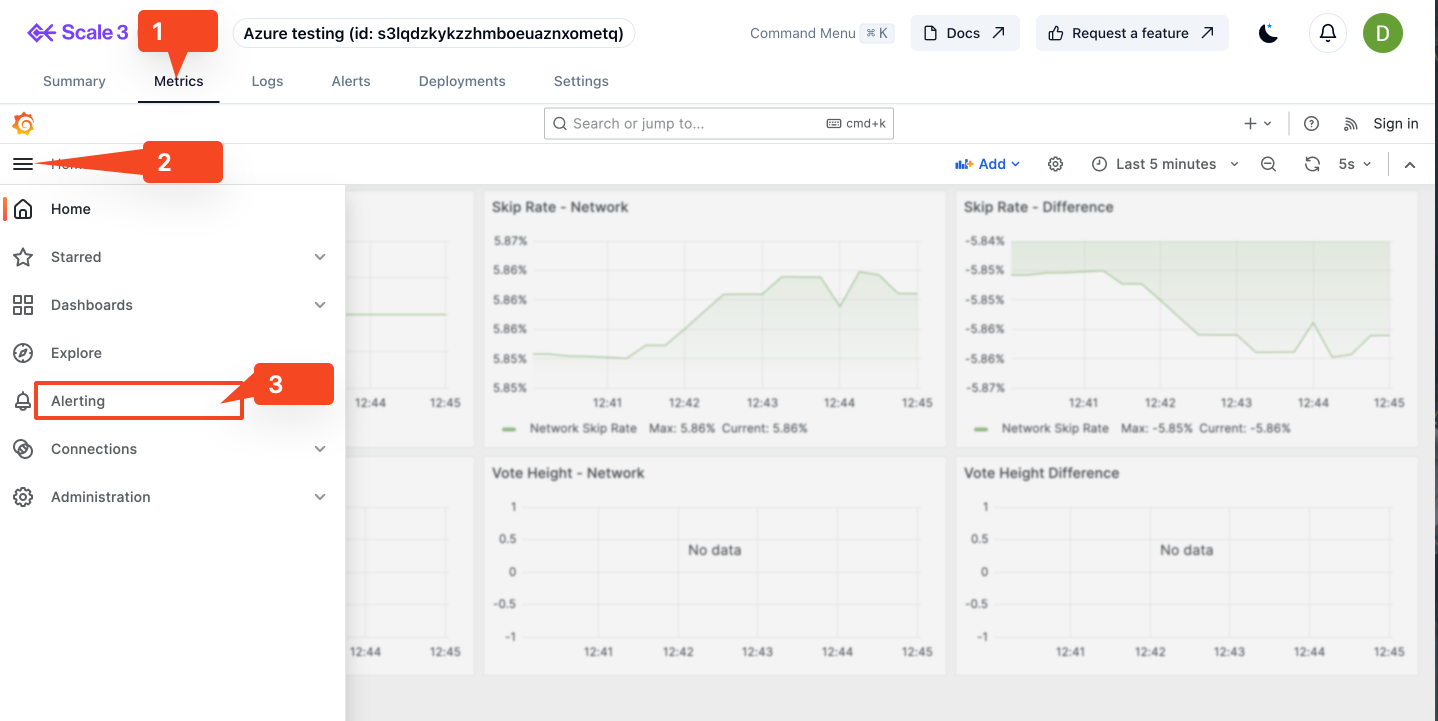 Scale 3
1
Azure testing (id: s3lqdzkykzzhmboeuaznxometq)
Command Menu ⌘ K
Docs
Request a feature
D
Summary
Metrics
Logs
Alerts
Deployments
Settings
Search or jump to...
cmd+k
Sign in
2
Add
Last 5 minutes
5s
Home
Starred
Dashboards
Explore
Alerting
3
Connections
Administration
12:44 12:45
Skip Rate - Network
5.87%
5.86%
5.86%
5.86%
5.85%
5.85%
12:41 12:42 12:43 12:44 12:45
Network Skip Rate Max: 5.86% Current: 5.86%
Skip Rate - Difference
-5.84%
-5.85%
-5.85%
-5.86%
-5.86%
-5.87%
12:41 12:42 12:43 12:44 12:45
Network Skip Rate Max: -5.85% Current: -5.86%
12:44 12:45
Vote Height - Network
1
0.5
0
-0.5
-1
No data
12:41 12:42 12:43 12:44 12:45
Vote Height Difference
1
0.5
0
-0.5
-1
No data
12:41 12:42 12:43 12:44 12:45